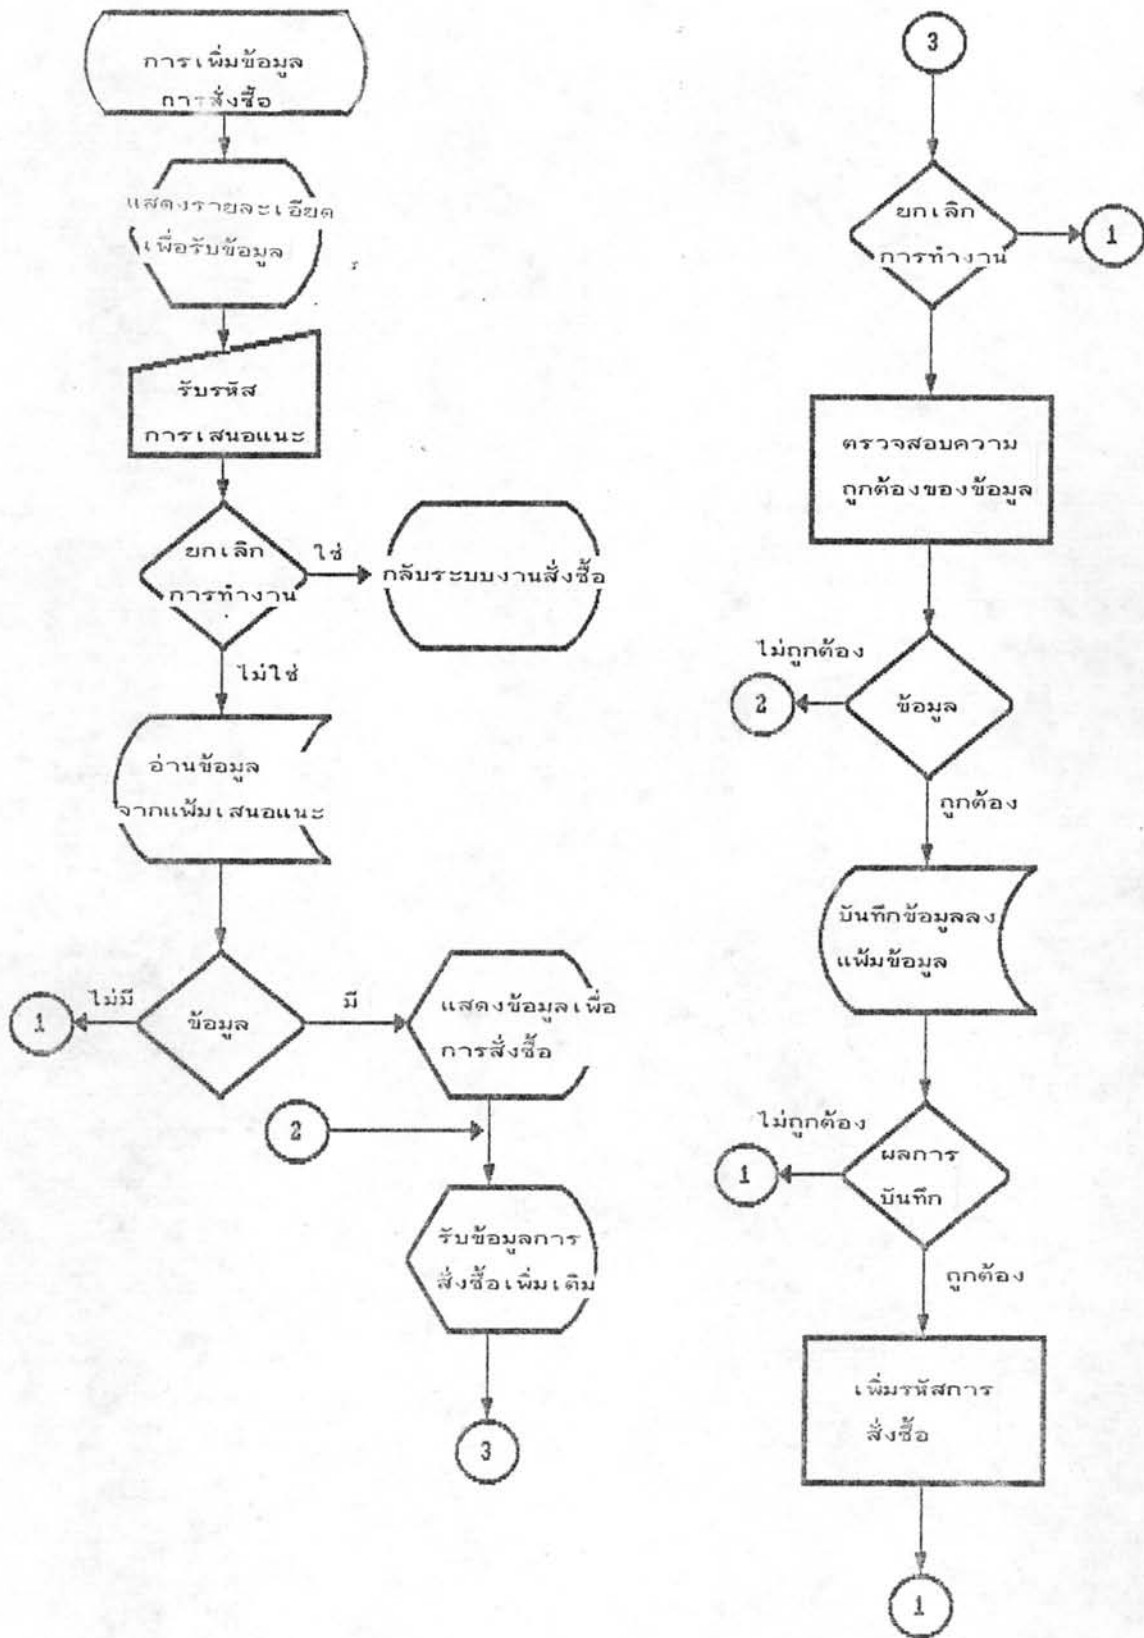 การเพิ่มข้อมูล
การสั่งซื้อ
แสดงรายละเอียด
เพื่อรับข้อมูล
รับรหัส
การเสนอแนะ
ยกเลิก
การทำงาน
ใช่
กลับระบบงานสั่งซื้อ
ไม่ใช่
อ่านข้อมูล
จากแฟ้มเสนอแนะ
ข้อมูล
ไม่มี
1
มี
แสดงข้อมูลเพื่อ
การสั่งซื้อ
2
รับข้อมูลการ
สั่งซื้อเพิ่มเติม
3
3
ยกเลิก
การทำงาน
1
ตรวจสอบความ
ถูกต้องของข้อมูล
ไม่ถูกต้อง
2
ข้อมูล
ถูกต้อง
บันทึกข้อมูลลง
แฟ้มข้อมูล
ไม่ถูกต้อง
1
ผลการ
บันทึก
ถูกต้อง
เพิ่มรหัสการ
สั่งซื้อ
1